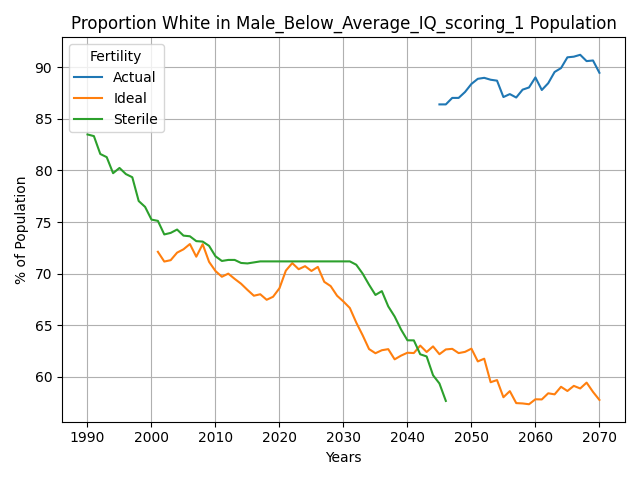 Proportion White in Male_Below_Average_IQ_scoring_1 Population
Fertility
Actual
Ideal
Sterile
% of Population
90
85
80
75
70
65
60
1990 2000 2010 2020 2030 2040 2050 2060 2070
Years